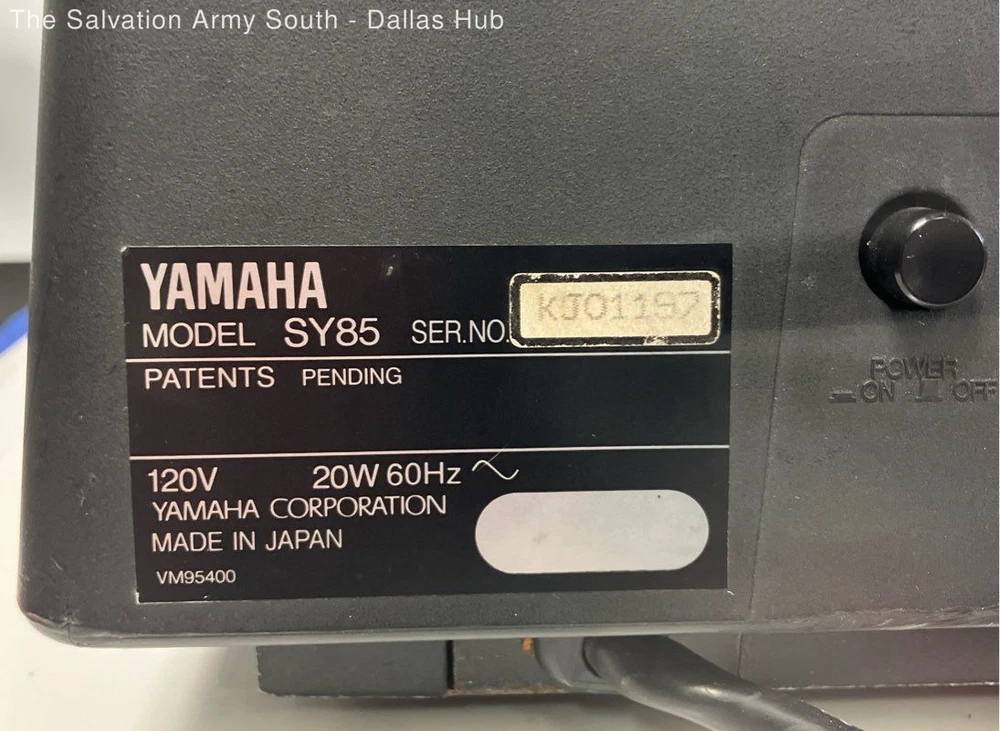 The Salvation Army South - Dallas Hub
YAMAHA
MODEL SY85 SER.NO. KJ01197
PATENTS PENDING
120V 20W 60Hz
YAMAHA CORPORATION
MADE IN JAPAN
VM95400
POWER
ON OFF